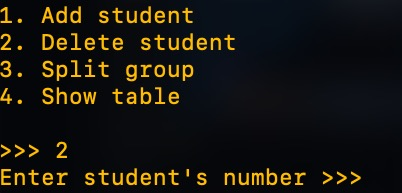 1. Add student
2. Delete student
3. Split group
4. Show table
>>> 2
Enter student's number >>>